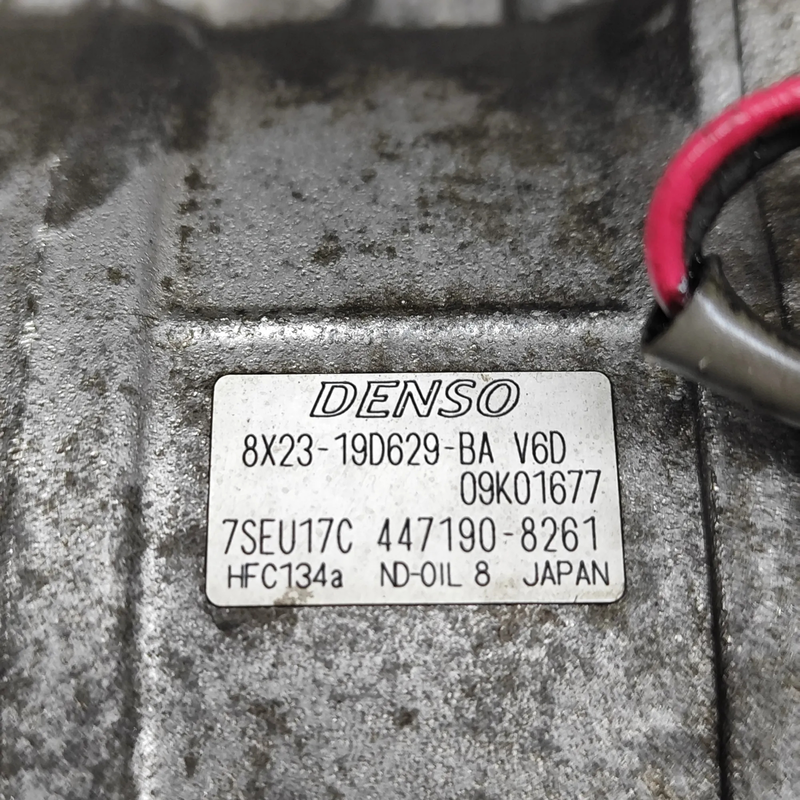 DENSO
8X23-19D629-BA V6D
09K01677
7SEU17C 447190-8261
HFC134a ND-OIL 8 JAPAN